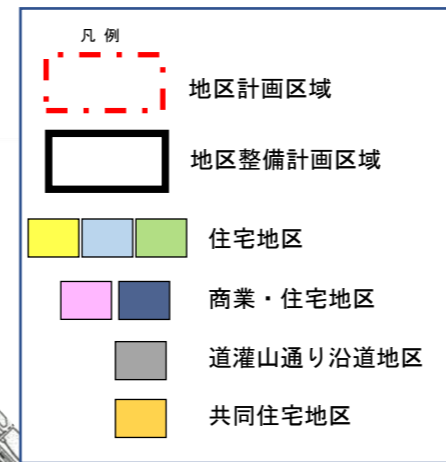 凡 例
地区計画区域
地区整備計画区域
住宅地区
商業・住宅地区
道灌山通り沿道地区
共同住宅地区